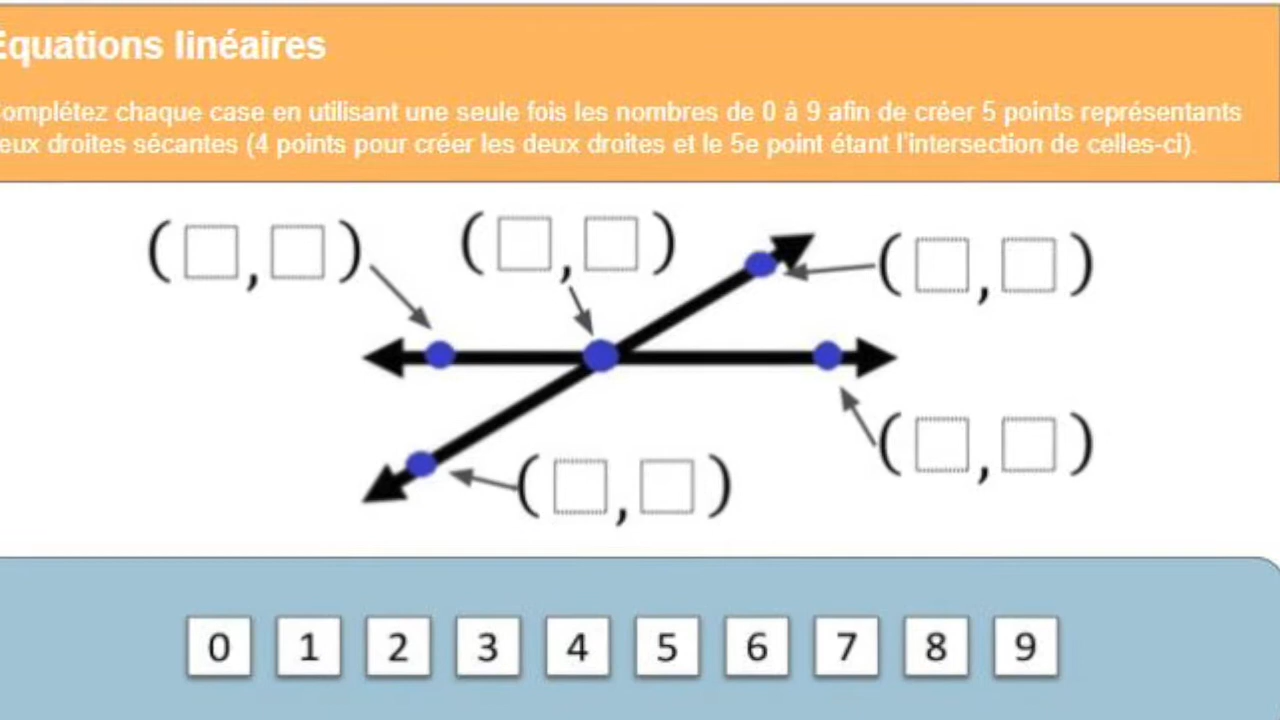 Équations linéaires
omplétez chaque case en utilisant une seule fois les nombres de 0 à 9 afin de créer 5 points représentants
eux droites sécantes (4 points pour créer les deux droites et le 5e point étant l'intersection de celles-ci).
( , ) ( , ) ( , )
( , )
( , )
0 1 2 3 4 5 6 7 8 9